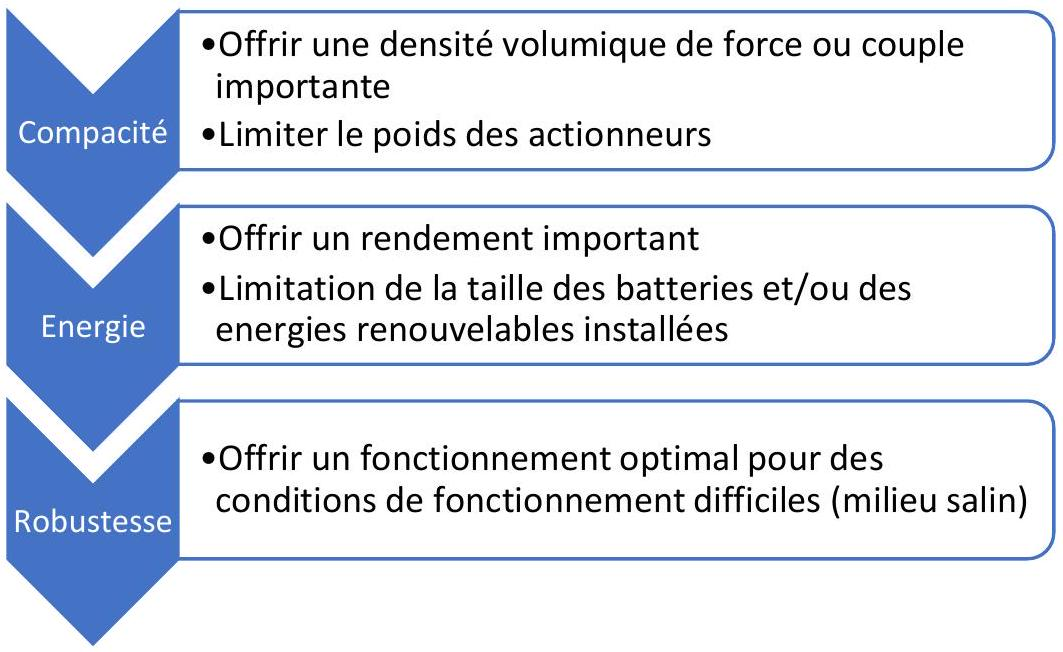 Compacité
•Offrir une densité volumique de force ou couple
importante
•Limiter le poids des actionneurs
Energie
•Offrir un rendement important
•Limitation de la taille des batteries et/ou des
energies renouvelables installées
Robustesse
•Offrir un fonctionnement optimal pour des
conditions de fonctionnement difficiles (milieu salin)